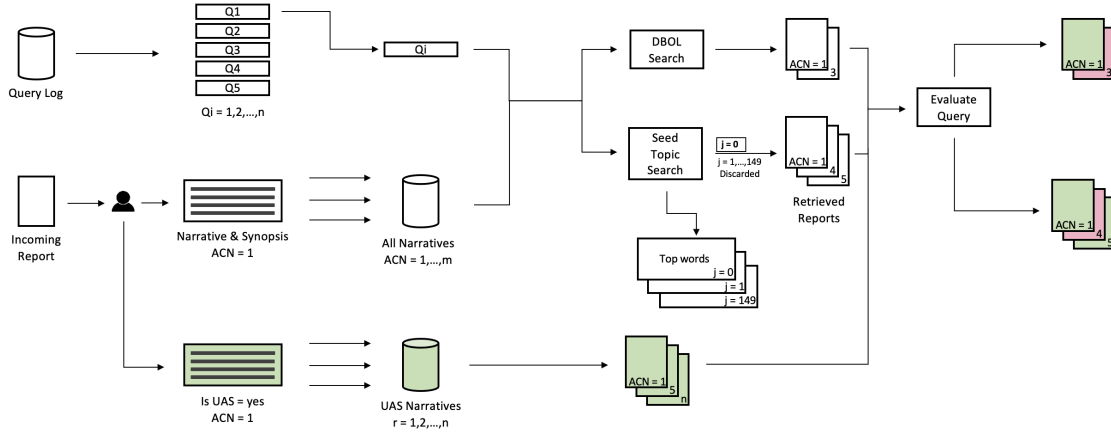 Query Log
Q1
Q2
Q3
Q4
Q5
Qi = 1,2,…,n
Qi
DBOL
Search
ACN = 1
3
Evaluate
Query
ACN = 1
3
Seed
Topic
Search
j = 0
j = 1,…,149
Discarded
ACN = 1
4
5
Retrieved
Reports
ACN = 1
4
5
Incoming
Report
Narrative & Synopsis
ACN = 1
All Narratives
ACN = 1,…,m
Top words
j = 0
j = 1
j = 149
Is UAS = yes
ACN = 1
UAS Narratives
r = 1,2,…,n
ACN = 1
5
n